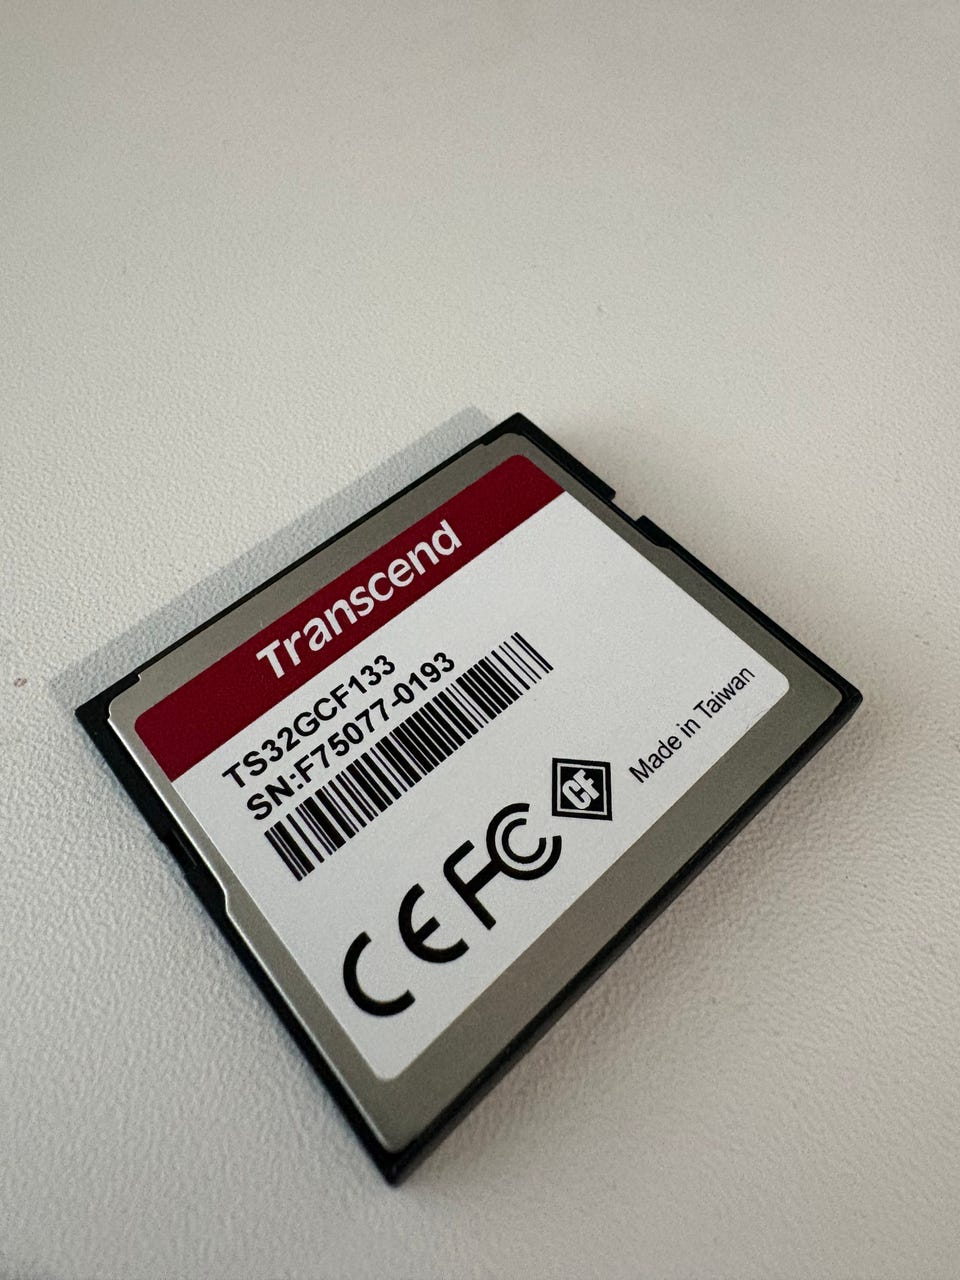 Transcend
TS32GCF133
SN:F75077-0193
CE FC CF Made in Taiwan